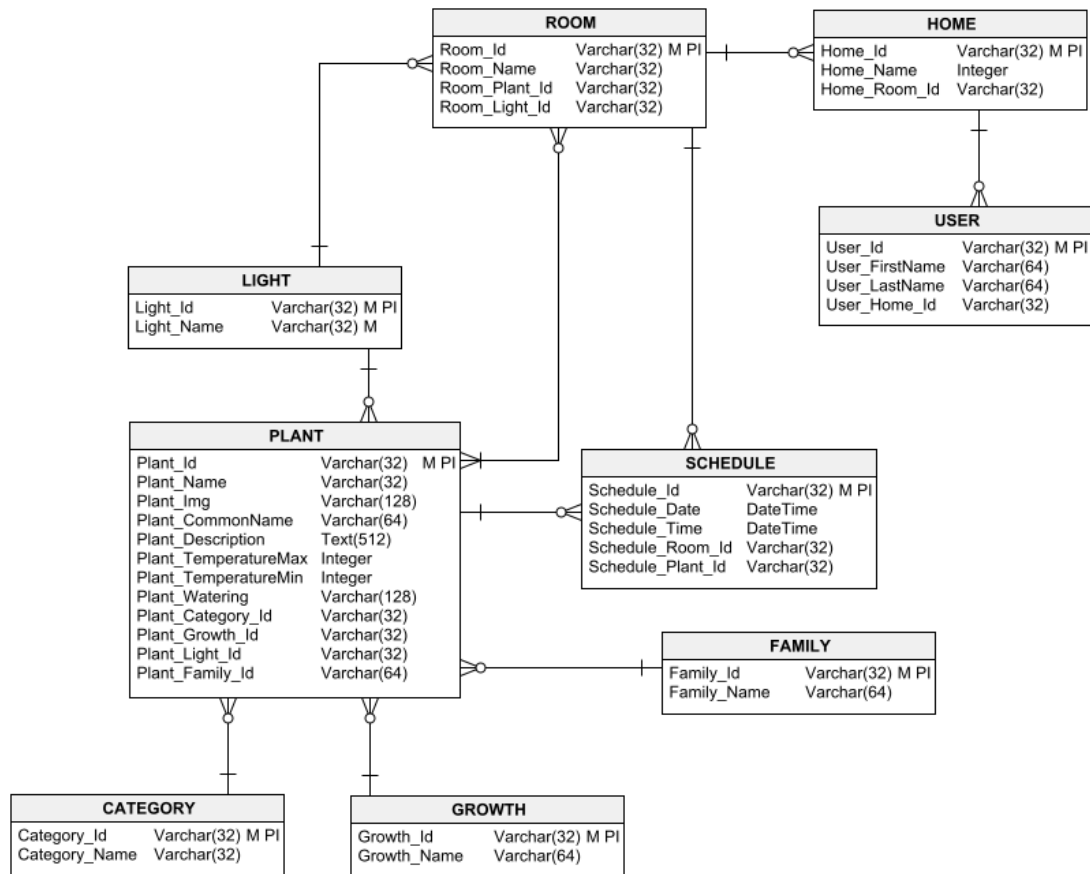 ROOM
Room_Id Varchar(32) M PI
Room_Name Varchar(32)
Room_Plant_Id Varchar(32)
Room_Light_Id Varchar(32)
HOME
Home_Id Varchar(32) M PI
Home_Name Integer
Home_Room_Id Varchar(32)
USER
User_Id Varchar(32) M PI
User_FirstName Varchar(64)
User_LastName Varchar(64)
User_Home_Id Varchar(32)
LIGHT
Light_Id Varchar(32) M PI
Light_Name Varchar(32) M
PLANT
Plant_Id Varchar(32) M PI
Plant_Name Varchar(32)
Plant_Img Varchar(128)
Plant_CommonName Varchar(64)
Plant_Description Text(512)
Plant_TemperatureMax Integer
Plant_TemperatureMin Integer
Plant_Watering Varchar(128)
Plant_Category_Id Varchar(32)
Plant_Growth_Id Varchar(32)
Plant_Light_Id Varchar(32)
Plant_Family_Id Varchar(64)
SCHEDULE
Schedule_Id Varchar(32) M PI
Schedule_Date DateTime
Schedule_Time DateTime
Schedule_Room_Id Varchar(32)
Schedule_Plant_Id Varchar(32)
FAMILY
Family_Id Varchar(32) M PI
Family_Name Varchar(64)
CATEGORY
Category_Id Varchar(32) M PI
Category_Name Varchar(32)
GROWTH
Growth_Id Varchar(32) M PI
Growth_Name Varchar(64)